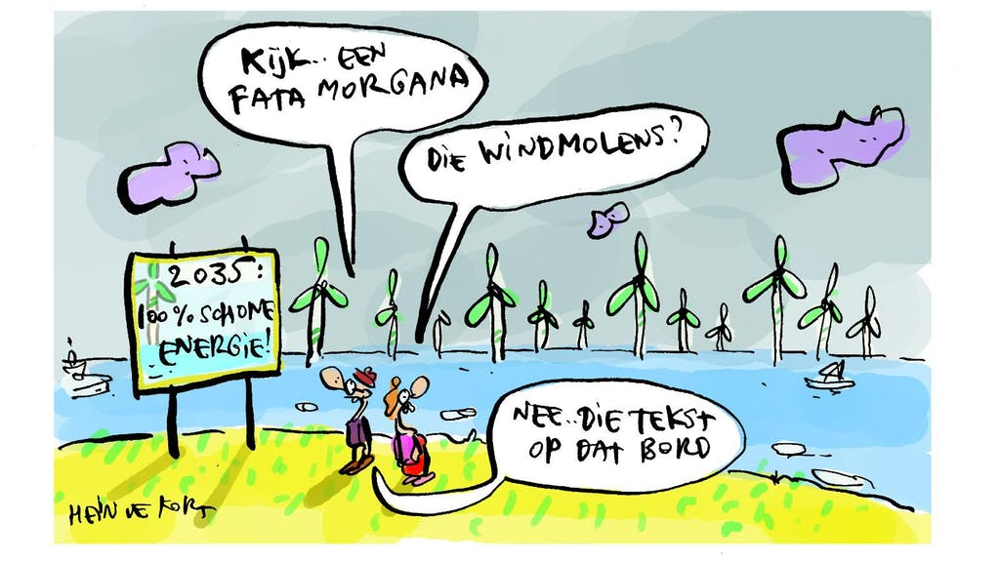 Kijk.. EEN
FATA MORGANA
DIE WINDMOLENS?
2035:
100% SCHONE
ENERGIE!
NEE.. DIE TEKST
OP DAT BORD
HEIN DE KORT